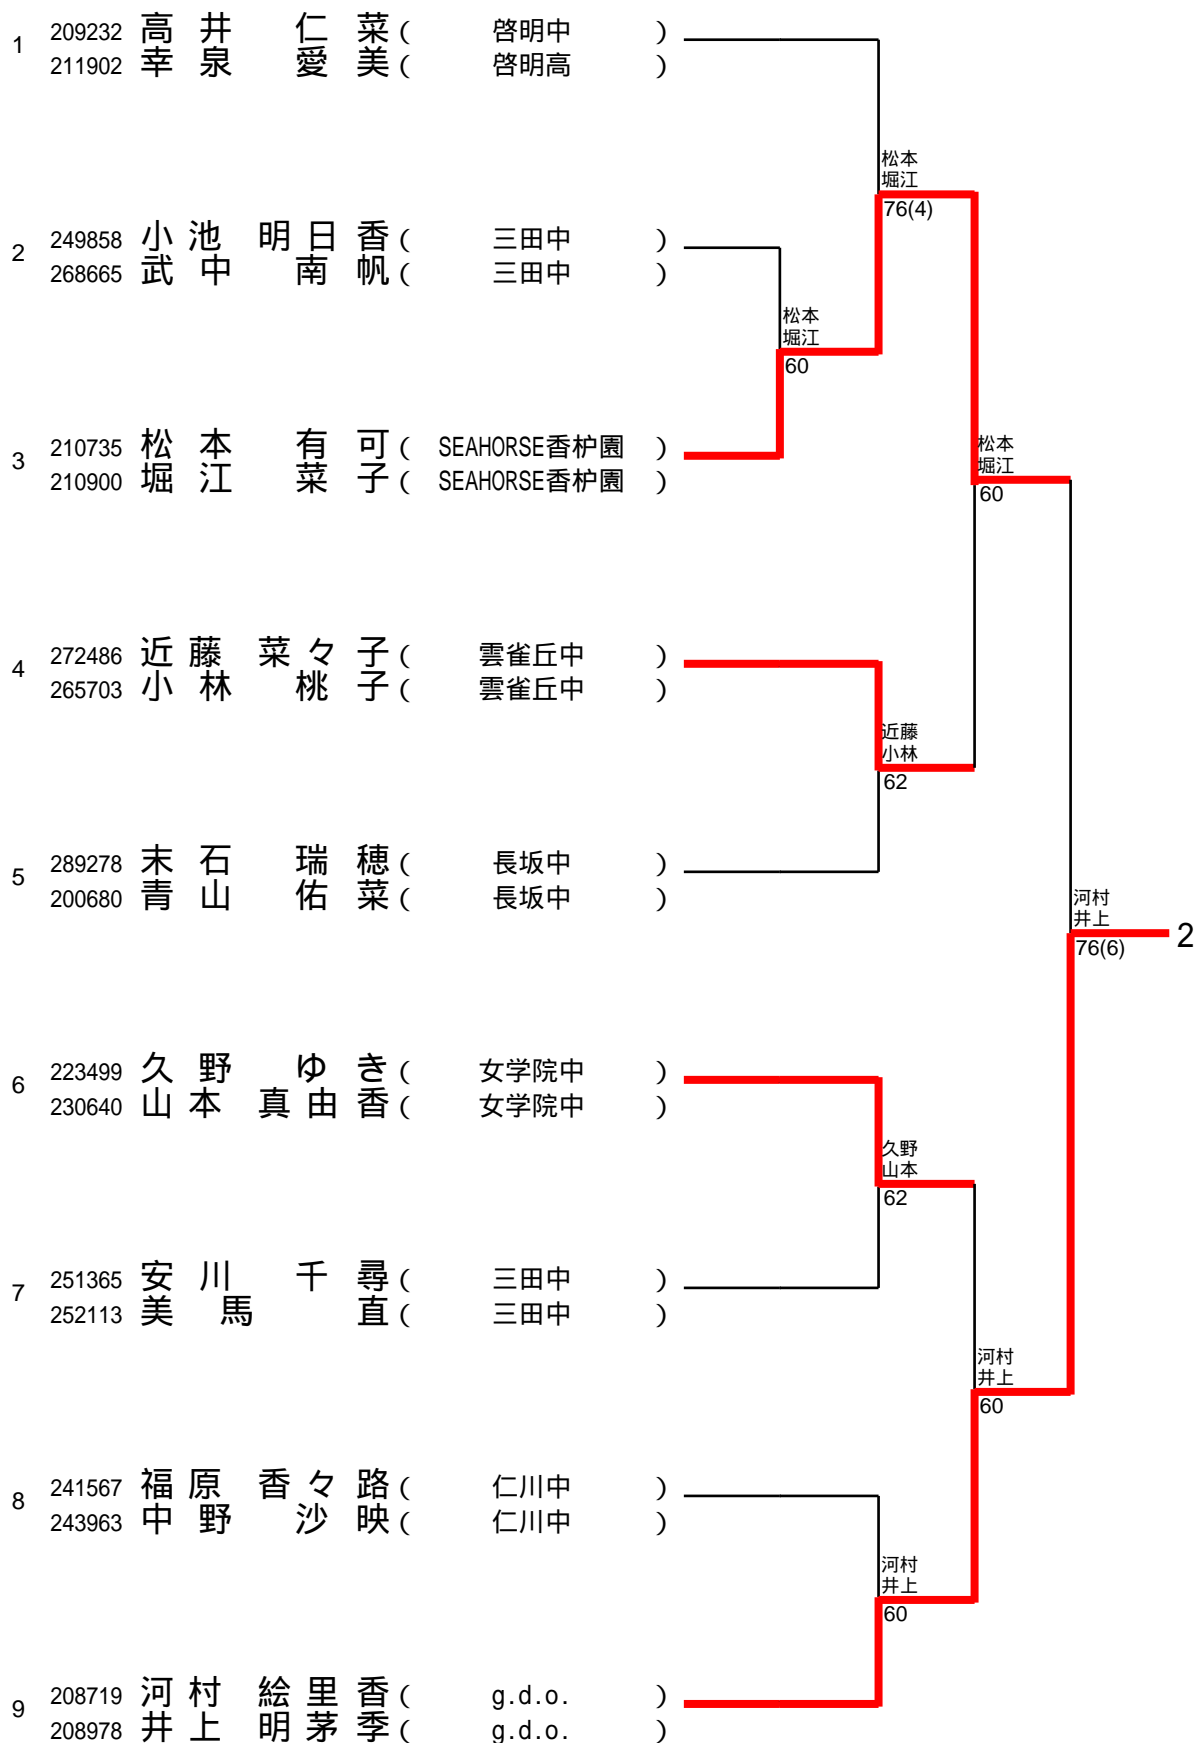 1 209232 高井 仁菜 ( 啓明中 )
211902 幸泉 愛美 ( 啓明高 )
松本
堀江
76(4)
2 249858 小池 明日香 ( 三田中 )
268665 武中 南帆 ( 三田中 )
松本
堀江
60
3 210735 松本 有可 ( SEAHORSE香枦園 )
210900 堀江 菜子 ( SEAHORSE香枦園 )
松本
堀江
60
4 272486 近藤 菜々子 ( 雲雀丘中 )
265703 小林 桃子 ( 雲雀丘中 )
近藤
小林
62
5 289278 末石 瑞穂 ( 長坂中 )
200680 青山 佑菜 ( 長坂中 )
河村
井上
76(6)
2
6 223499 久野 ゆき ( 女学院中 )
230640 山本 真由香 ( 女学院中 )
久野
山本
62
7 251365 安川 千尋 ( 三田中 )
252113 美馬 直 ( 三田中 )
河村
井上
60
8 241567 福原 香々路 ( 仁川中 )
243963 中野 沙映 ( 仁川中 )
河村
井上
60
9 208719 河村 絵里香 ( g.d.o. )
208978 井上 明茅季 ( g.d.o. )